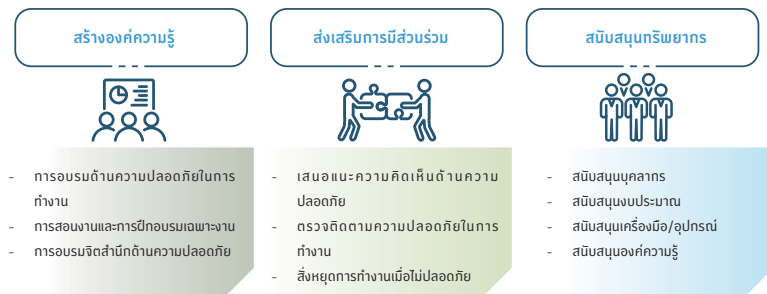 สร้างองค์ความรู้
- การอบรมด้านความปลอดภัยในการ
ทำงาน
- การสอนงานและการฝึกอบรมเฉพาะงาน
- การอบรมจิตสำนึกด้านความปลอดภัย
ส่งเสริมการมีส่วนร่วม
- เสนอแนะความคิดเห็นด้านความ
ปลอดภัย
- ตรวจติดตามความปลอดภัยในการ
ทำงาน
- สั่งหยุดการทำงานเมื่อไม่ปลอดภัย
สนับสนุนทรัพยากร
- สนับสนุนบุคลากร
- สนับสนุนงบประมาณ
- สนับสนุนเครื่องมือ/อุปกรณ์
- สนับสนุนองค์ความรู้